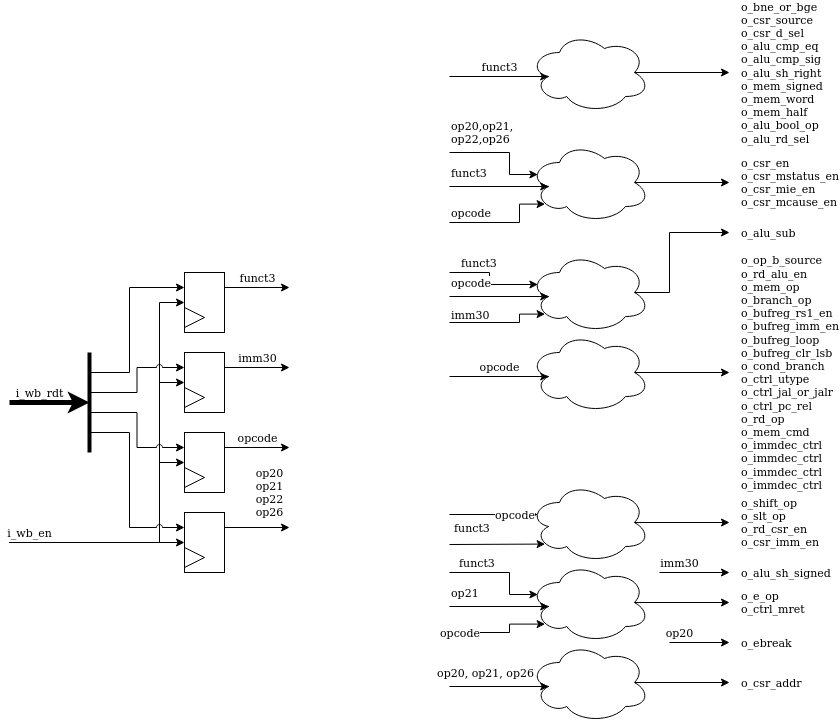 i_wb_rdt
i_wb_en
funct3
imm30
opcode
op20
op21
op22
op26
funct3
o_bne_or_bge
o_csr_source
o_csr_d_sel
o_alu_cmp_eq
o_alu_cmp_sig
o_alu_sh_right
o_mem_signed
o_mem_word
o_mem_half
o_alu_bool_op
o_alu_rd_sel
op20,op21,
op22,op26
funct3
opcode
o_csr_en
o_csr_mstatus_en
o_csr_mie_en
o_csr_mcause_en
funct3
opcode
imm30
o_alu_sub
opcode
o_op_b_source
o_rd_alu_en
o_mem_op
o_branch_op
o_bufreg_rs1_en
o_bufreg_imm_en
o_bufreg_loop
o_bufreg_clr_lsb
o_cond_branch
o_ctrl_utype
o_ctrl_jal_or_jalr
o_ctrl_pc_rel
o_rd_op
o_mem_cmd
o_immdec_ctrl
o_immdec_ctrl
o_immdec_ctrl
o_immdec_ctrl
opcode
funct3
o_shift_op
o_slt_op
o_rd_csr_en
o_csr_imm_en
imm30
o_alu_sh_signed
funct3
op21
opcode
o_e_op
o_ctrl_mret
op20
o_ebreak
op20, op21, op26
o_csr_addr